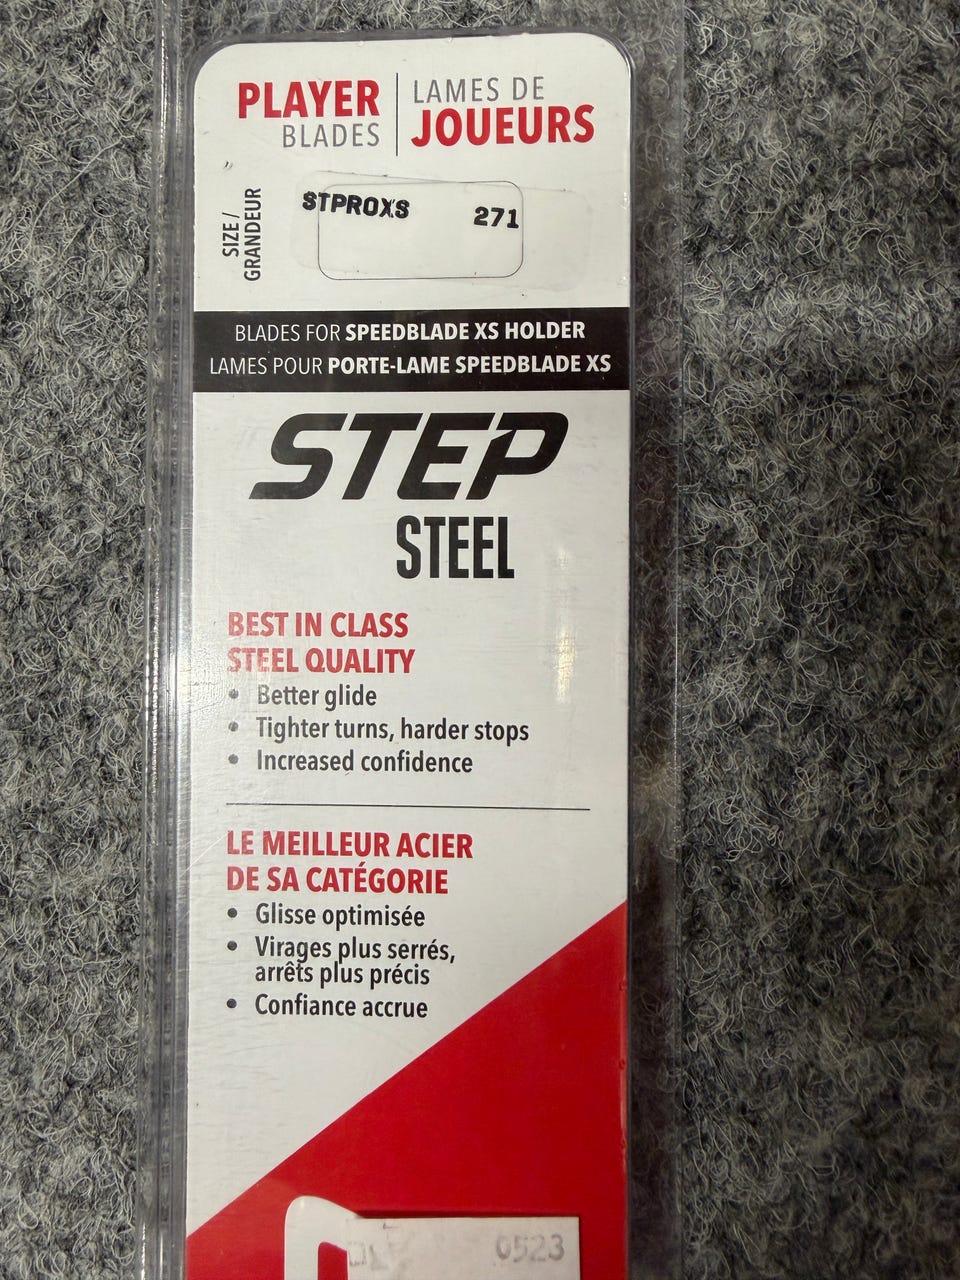 PLAYER
BLADES
LAMES DE
JOUEURS
SIZE /
GRANDEUR
STPROXS 271
BLADES FOR SPEEDBLADE XS HOLDER
LAMES POUR PORTE-LAME SPEEDBLADE XS
STEP
STEEL
BEST IN CLASS
STEEL QUALITY
• Better glide
• Tighter turns, harder stops
• Increased confidence
LE MEILLEUR ACIER
DE SA CATÉGORIE
• Glisse optimisée
• Virages plus serrés,
arrêts plus précis
• Confiance accrue
0523